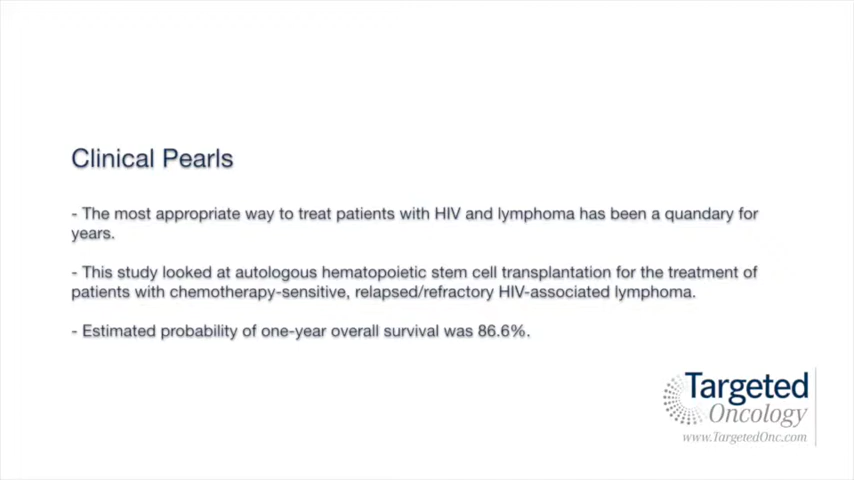 Clinical Pearls
- The most appropriate way to treat patients with HIV and lymphoma has been a quandary for
years.
- This study looked at autologous hematopoietic stem cell transplantation for the treatment of
patients with chemotherapy-sensitive, relapsed/refractory HIV-associated lymphoma.
- Estimated probability of one-year overall survival was 86.6%.
Targeted
Oncology
www.TargetedOnc.com